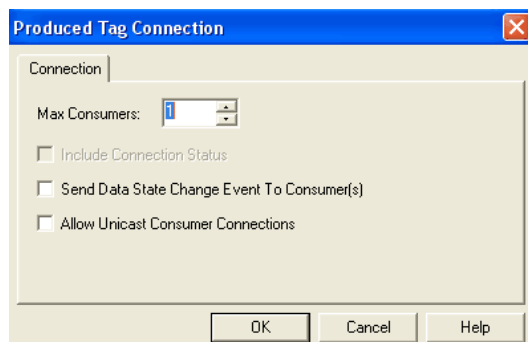 Produced Tag Connection
Connection
Max Consumers: 1
Include Connection Status
Send Data State Change Event To Consumer(s)
Allow Unicast Consumer Connections
OK Cancel Help